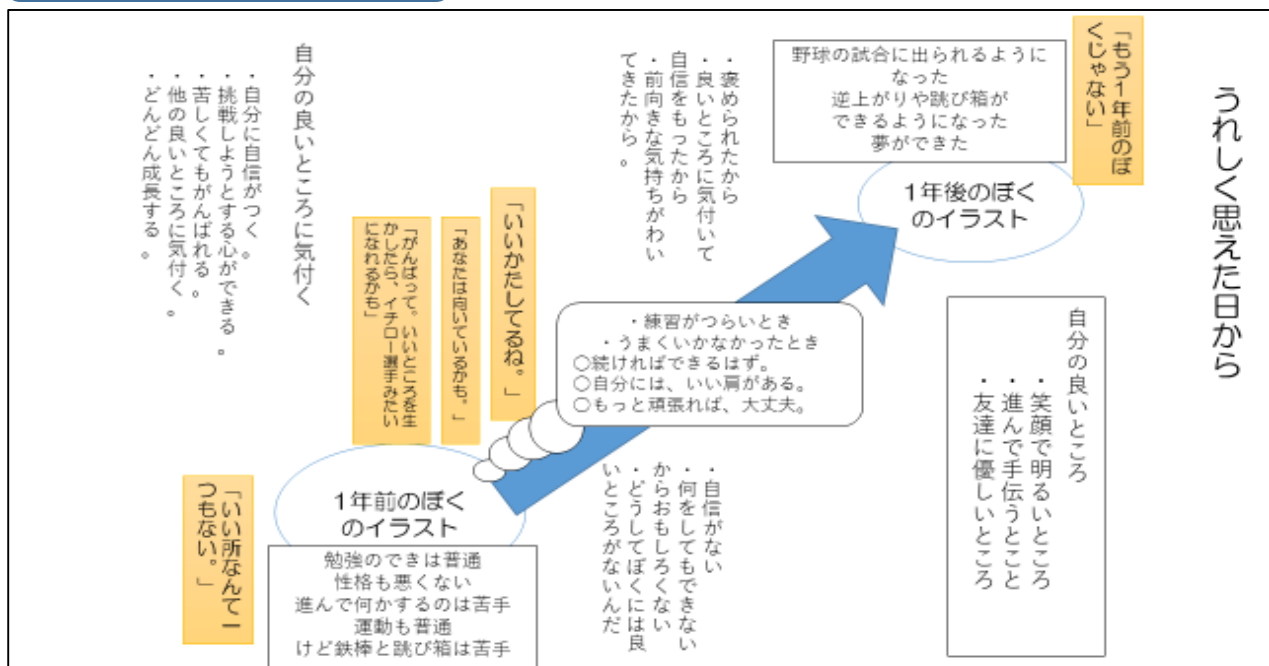 うれしく思えた日から
自分の良いところ
・笑顔で明るいところ
・進んで手伝うとこと
・友達に優しいところ
「もう1年前のぼ
くじゃない」
野球の試合に出られるように
なった
逆上がりや跳び箱が
できるようになった
夢ができた
1年後のぼく
のイラスト
・褒められたから
・良いところに気付いて
自信をもったから
・前向きな気持ちがわい
てきたから。
・練習がつらいとき
・うまくいかなかったとき
○続ければできるはず。
○自分には、いい肩がある。
○もっと頑張れば、大丈夫。
・自信がない
・何をしてもできない
からおもしろくない
・どうしてぼくには良
いところがないんだ
「いいかたしてるね。」
「あなたは向いているかも。」
「がんばって。いいところを生
かしたら、イチロー選手みたい
になれるかも」
1年前のぼく
のイラスト
勉強のできは普通
性格も悪くない
進んで何かするのは苦手
運動も普通
けど鉄棒と跳び箱は苦手
「いい所なんて一
つもない。」
自分の良いところに気付く
・自分に自信がつく。
・挑戦しようとする心ができる。
・苦しくてもがんばれる。
・他の良いところに気付く。
・どんどん成長する。